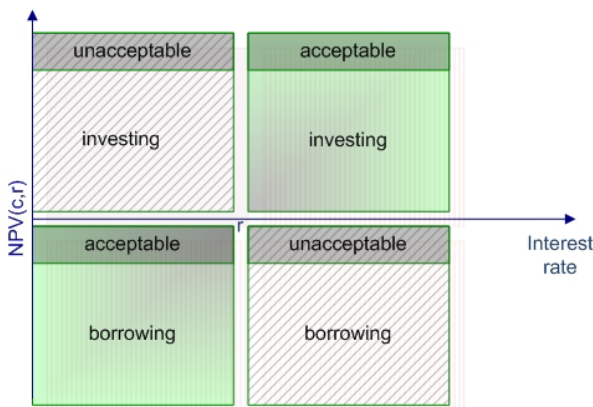 unacceptable
acceptable
investing
investing
NPV(c,r)
r
Interest
rate
acceptable
unacceptable
borrowing
borrowing